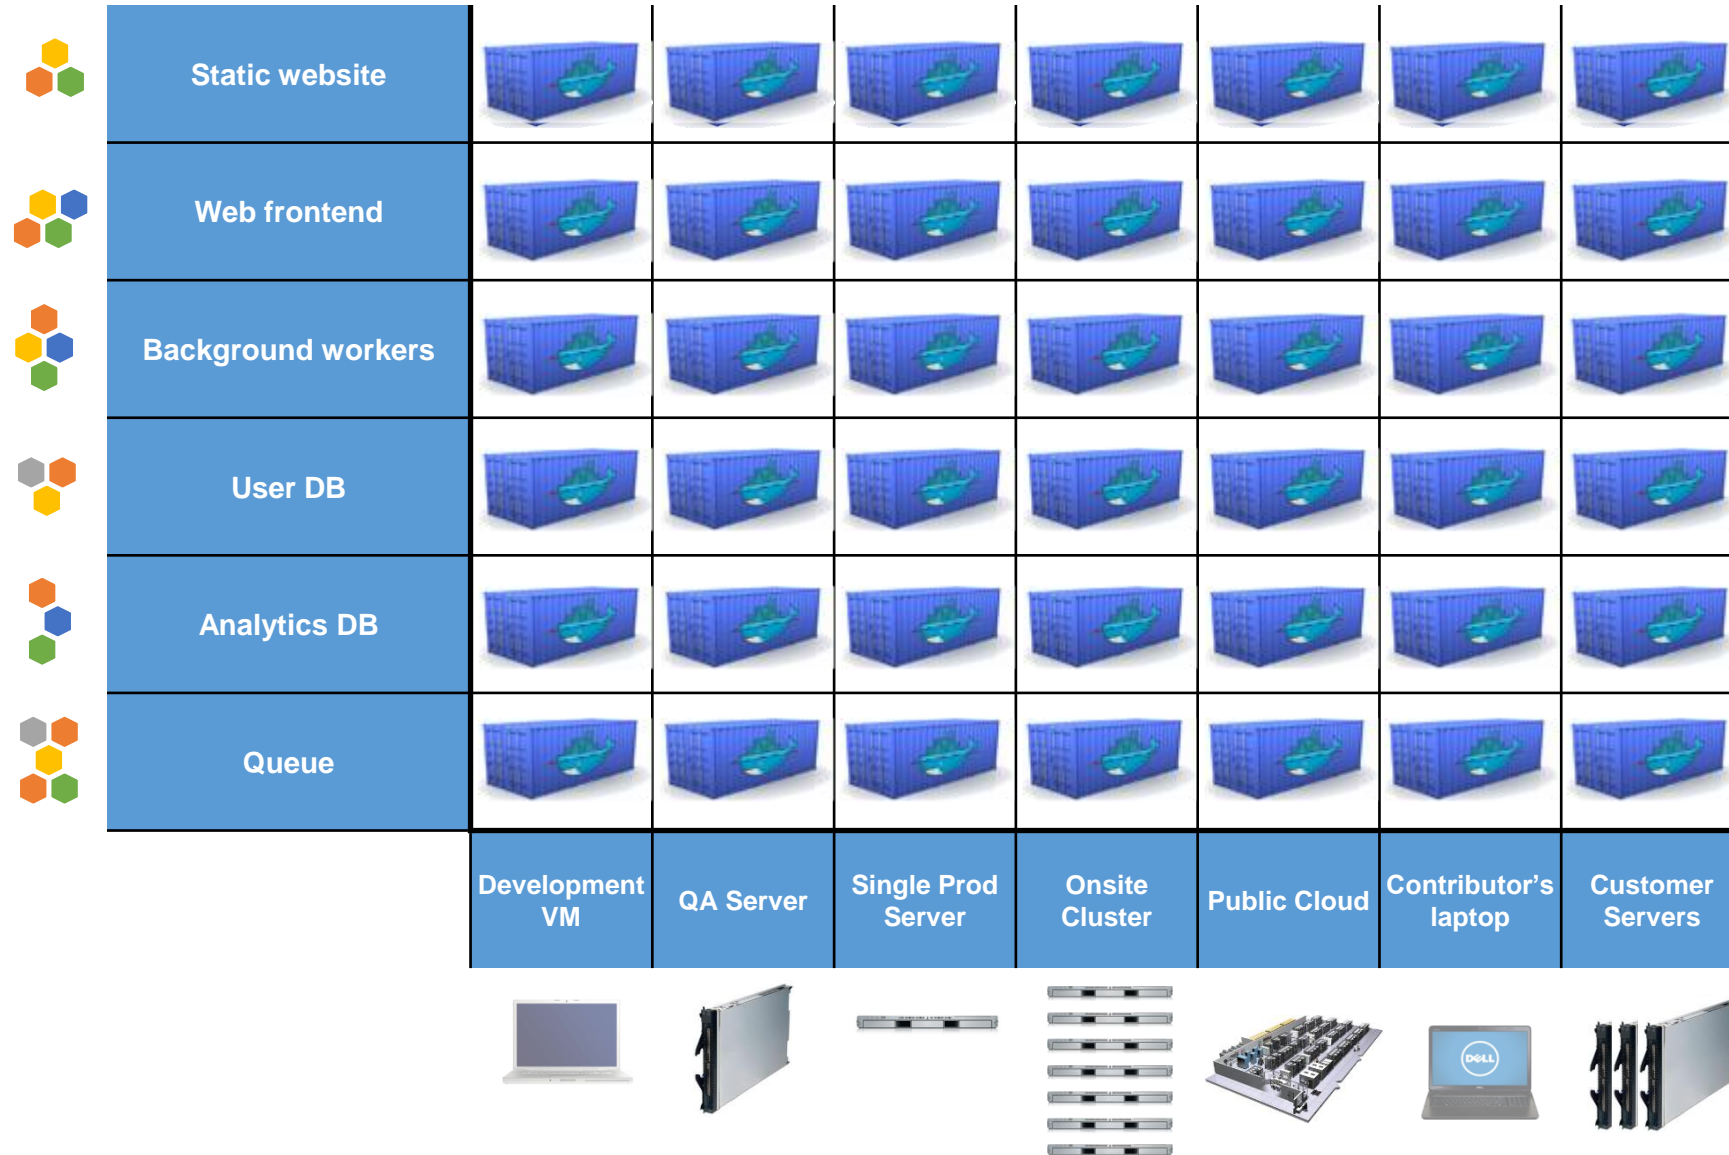 Static website
Web frontend
Background workers
User DB
Analytics DB
Queue
Development
VM
QA Server
Single Prod
Server
Onsite
Cluster
Public Cloud
Contributor’s
laptop
Customer
Servers
DELL